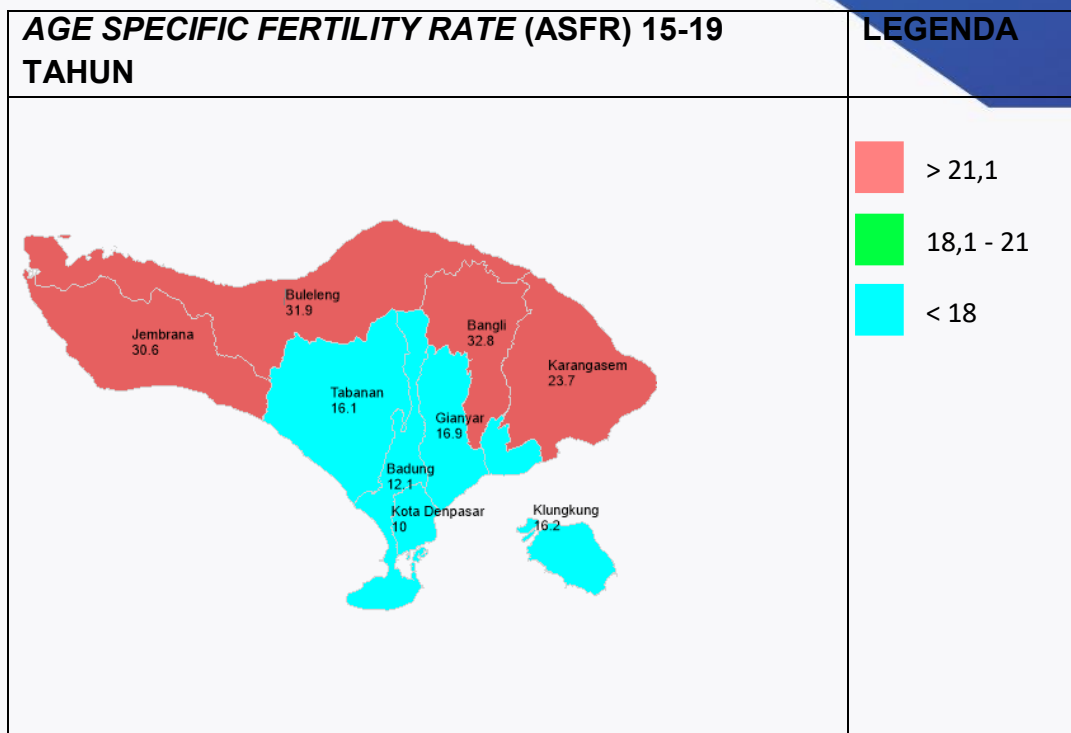 AGE SPECIFIC FERTILITY RATE (ASFR) 15-19
TAHUN
LEGENDA
> 21,1
18,1 - 21
< 18
Buleleng
31.9
Jembrana
30.6
Bangli
32.8
Karangasem
23.7
Tabanan
16.1
Gianyar
16.9
Badung
12.1
Kota Denpasar
10
Klungkung
16.2